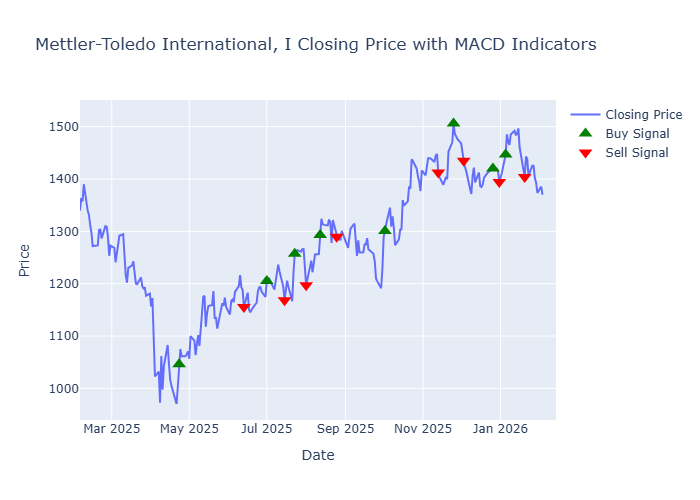 Mettler-Toledo International, I Closing Price with MACD Indicators
Closing Price
Buy Signal
Sell Signal
Price
1500
1400
1300
1200
1100
1000
Mar 2025
May 2025
Jul 2025
Sep 2025
Nov 2025
Jan 2026
Date